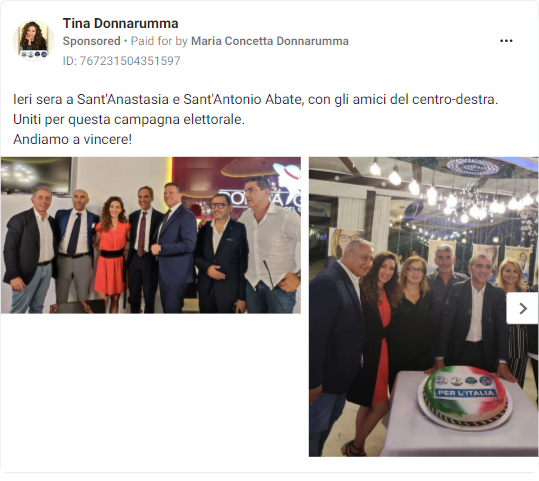 Tina Donnarumma
Sponsored • Paid for by Maria Concetta Donnarumma
ID: 767231504351597
Ieri sera a Sant'Anastasia e Sant'Antonio Abate, con gli amici del centro-destra.
Uniti per questa campagna elettorale.
Andiamo a vincere!
PER L'ITALIA